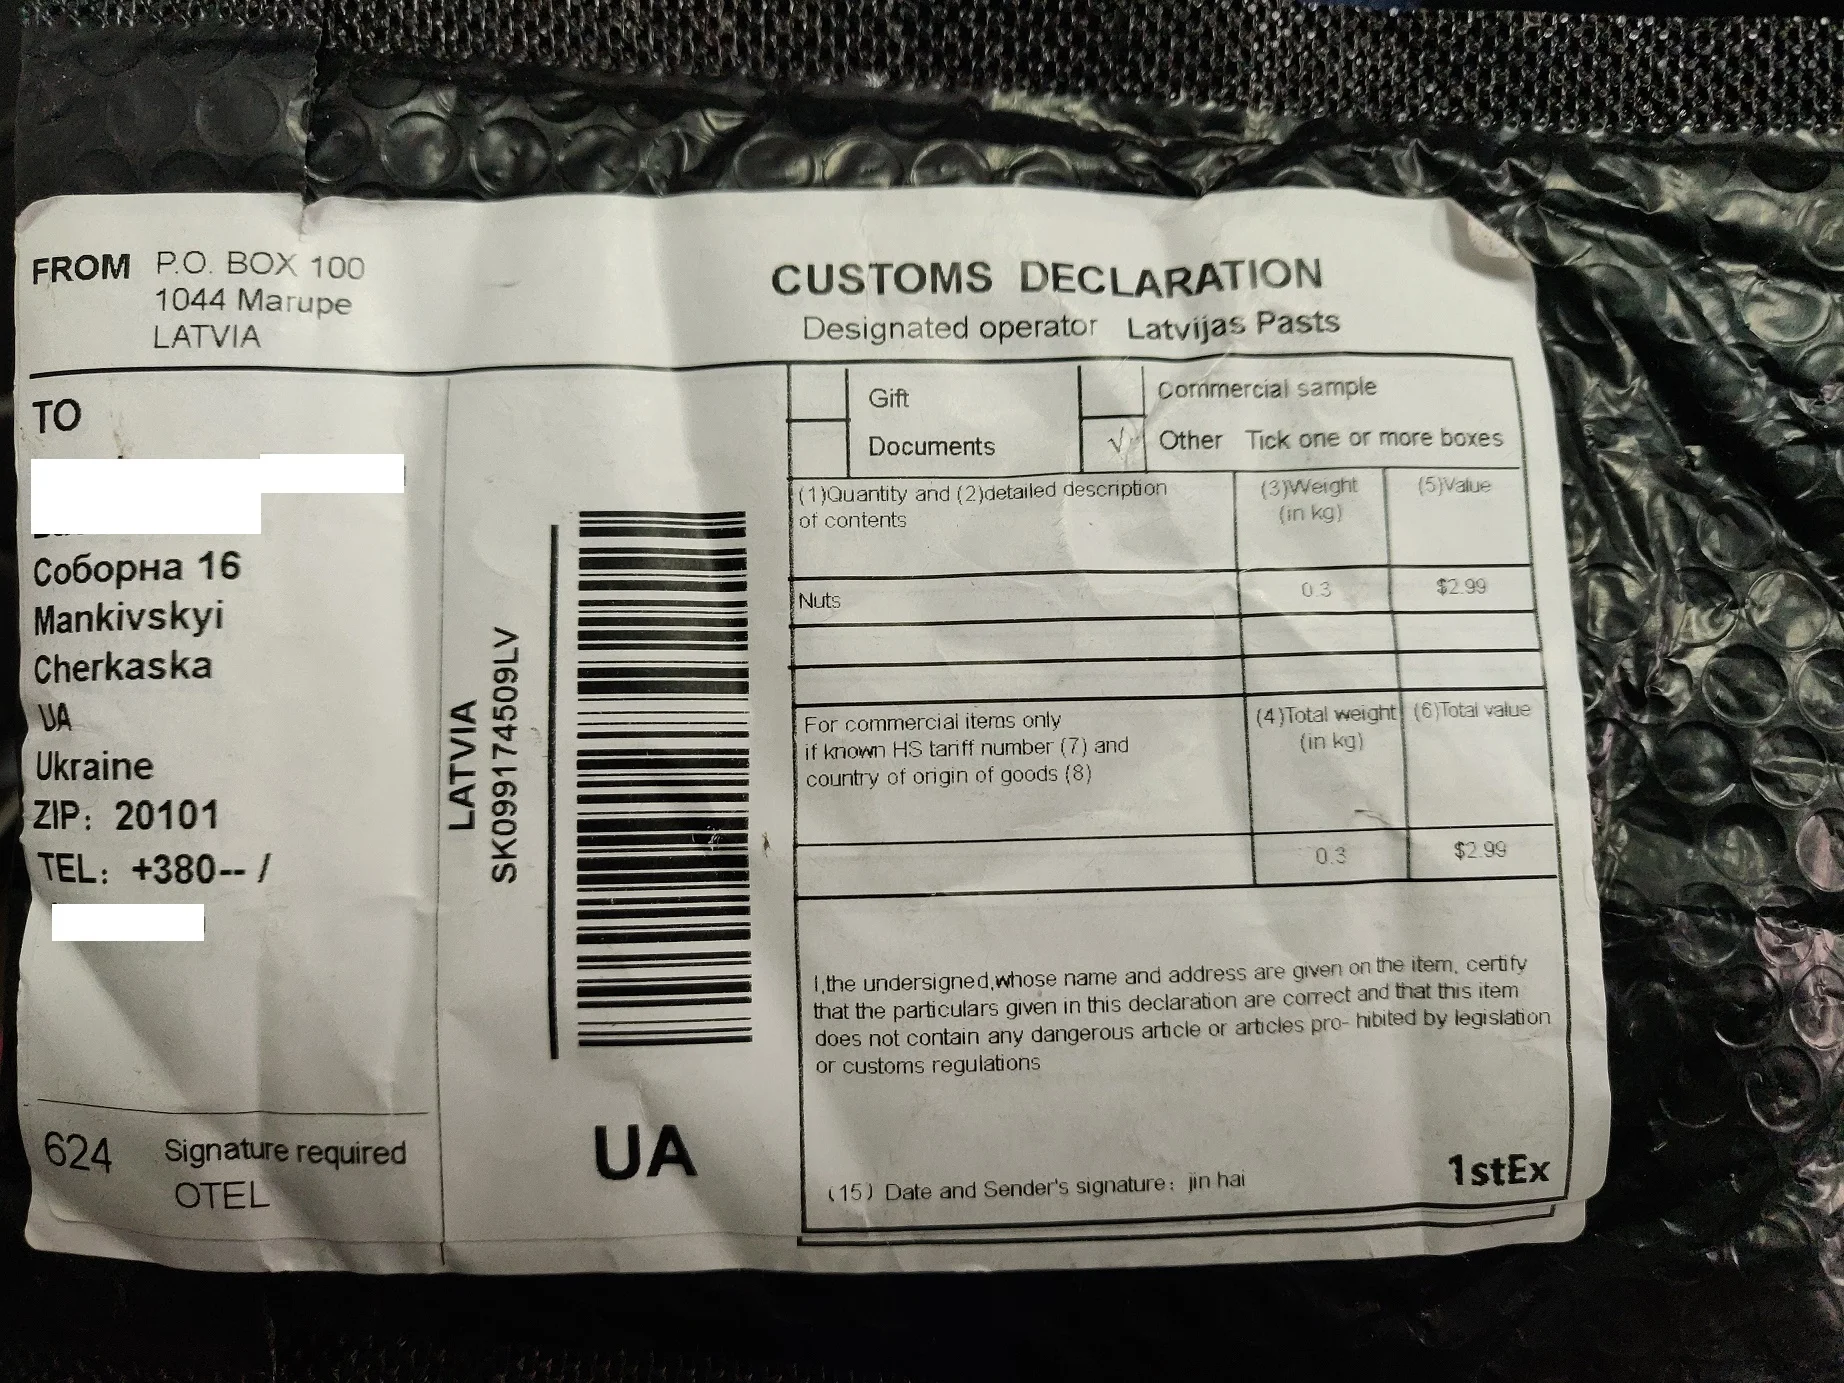 FROM P.O. BOX 100
1044 Marupe
LATVIA
CUSTOMS DECLARATION
Designated operator Latvijas Pasts
TO
Соборна 16
Mankivskyi
Cherkaska
UA
Ukraine
ZIP: 20101
TEL: +380-- /
624 Signature required
OTEL
LATVIA
SK099174509LV
UA
Gift
Commercial sample
Documents
√ Other Tick one or more boxes
(1)Quantity and (2)detailed description
of contents
(3)Weight
(in kg)
(5)Value
Nuts 0.3 $2.99
For commercial items only
if known HS tariff number (7) and
country of origin of goods (8)
(4)Total weight
(in kg)
(6)Total value
0.3 $2.99
I,the undersigned,whose name and address are given on the item, certify
that the particulars given in this declaration are correct and that this item
does not contain any dangerous article or articles pro- hibited by legislation
or customs regulations
(15) Date and Sender's signature: jin hai
1stEx